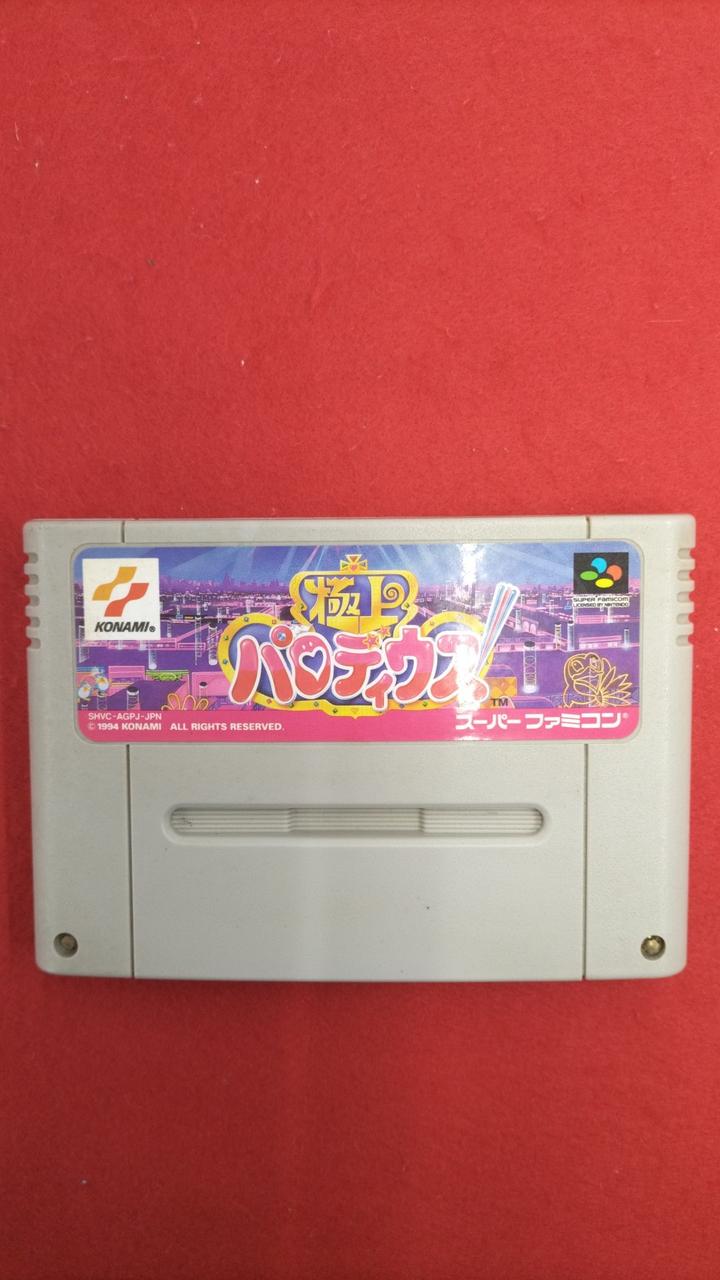 KONAMI®
極上
パロディウス!
TM
SUPER FAMICOM
LICENSED BY NINTENDO
SHVC-AGPJ-JPN
© 1994 KONAMI ALL RIGHTS RESERVED.
スーパーファミコン®